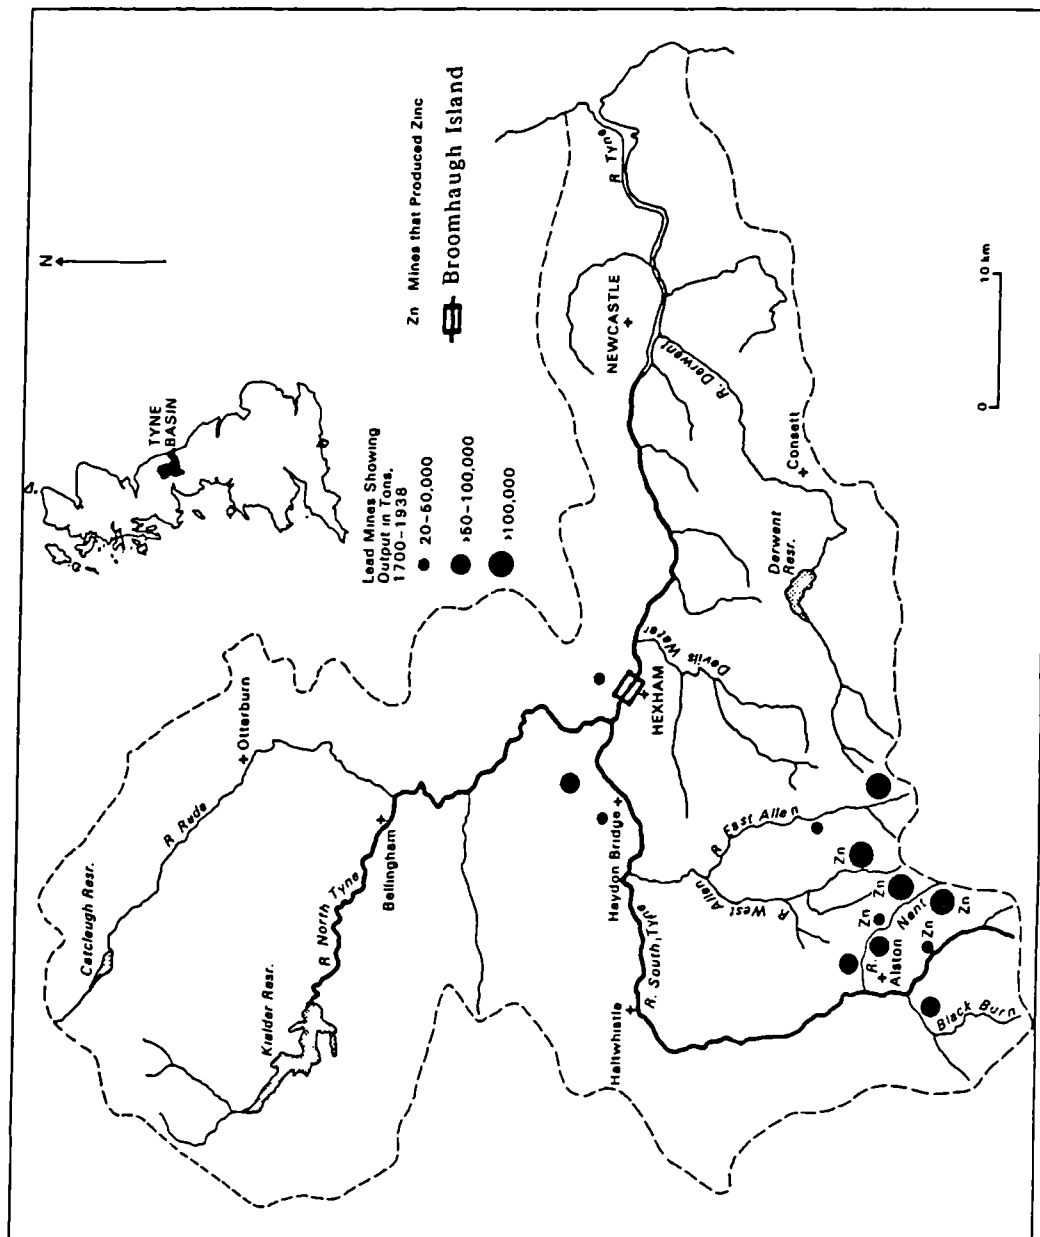 N
TYNE
BASIN
Lead Mines Showing
Output in Tons.
1700–1938
20–50,000
›50–100,000
›100,000
Zn Mines that Produced Zinc
Broomhaugh Island
Catcleugh Resr.
R Rede
Otterburn
Kielder Resr.
R North Tyne
Bellingham
Haltwhistle
R. South Tyne
Haydon Bridge
HEXHAM
Devils Water
NEWCASTLE
R Tyne
R. Derwent
Consett
Derwent
Resr.
R East Allen
R West Allen
Zn
Zn
Zn
Zn
Zn
R. Nent
Alston
Black Burn
0 10 km